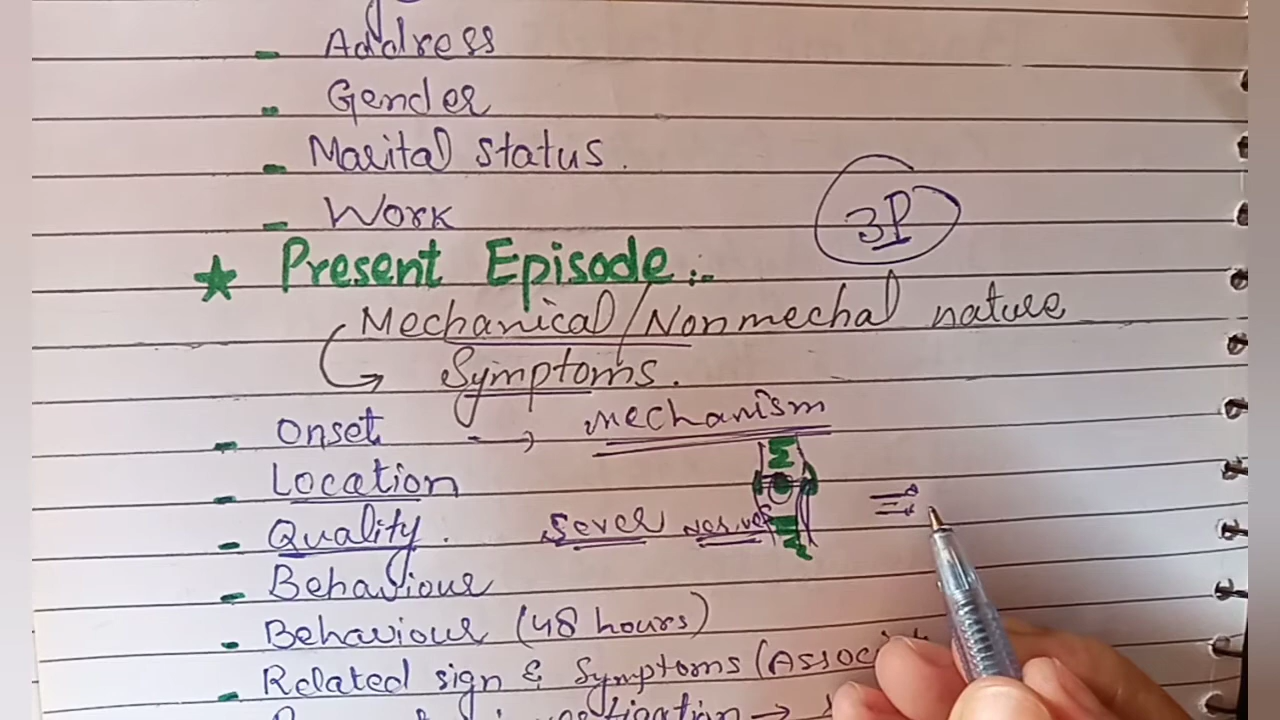 Address
Gender
Marital status.
Work
3P
Present Episode:-
Mechanical/Nonmechal nature
Symptoms.
Onset → Mechanism
Location
Quality. Sever Nerves
Behaviour
Behaviour (48 hours)
Related sign & Symptoms